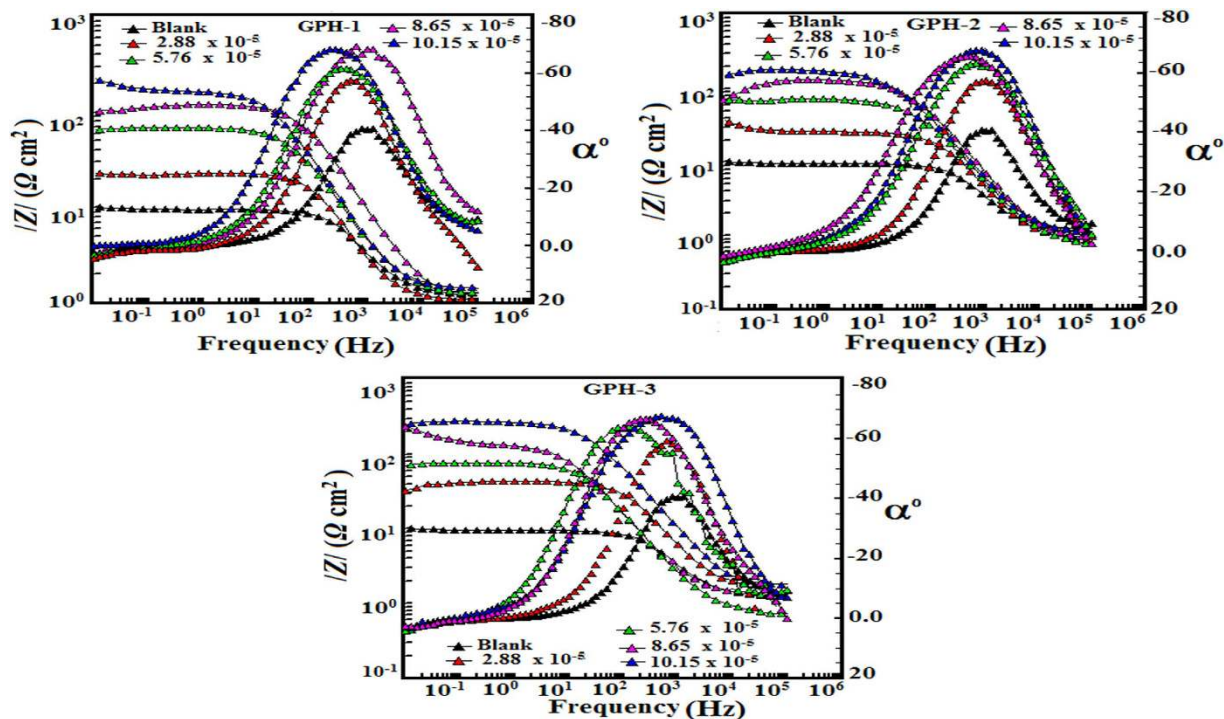 Blank GPH-1 8.65 x 10⁻⁵
2.88 x 10⁻⁵ 10.15 x 10⁻⁵
5.76 x 10⁻⁵
/Z/ (Ω cm²)
10³
10²
10¹
10⁰
-80
-60
-40
-20
0.0
20
α°
10⁻¹ 10⁰ 10¹ 10² 10³ 10⁴ 10⁵ 10⁶
Frequency (Hz)
Blank GPH-2 8.65 x 10⁻⁵
2.88 x 10⁻⁵ 10.15 x 10⁻⁵
5.76 x 10⁻⁵
/Z/ (Ω cm²)
10³
10²
10¹
10⁰
10⁻¹
-80
-60
-40
-20
0.0
20
α°
10⁻¹ 10⁰ 10¹ 10² 10³ 10⁴ 10⁵ 10⁶
Frequency (Hz)
GPH-3
/Z/ (Ω cm²)
10³
10²
10¹
10⁰
10⁻¹
-80
-60
-40
-20
0.0
20
α°
Blank 5.76 x 10⁻⁵
2.88 x 10⁻⁵ 8.65 x 10⁻⁵
10.15 x 10⁻⁵
10⁻¹ 10⁰ 10¹ 10² 10³ 10⁴ 10⁵ 10⁶
Frequency (Hz)